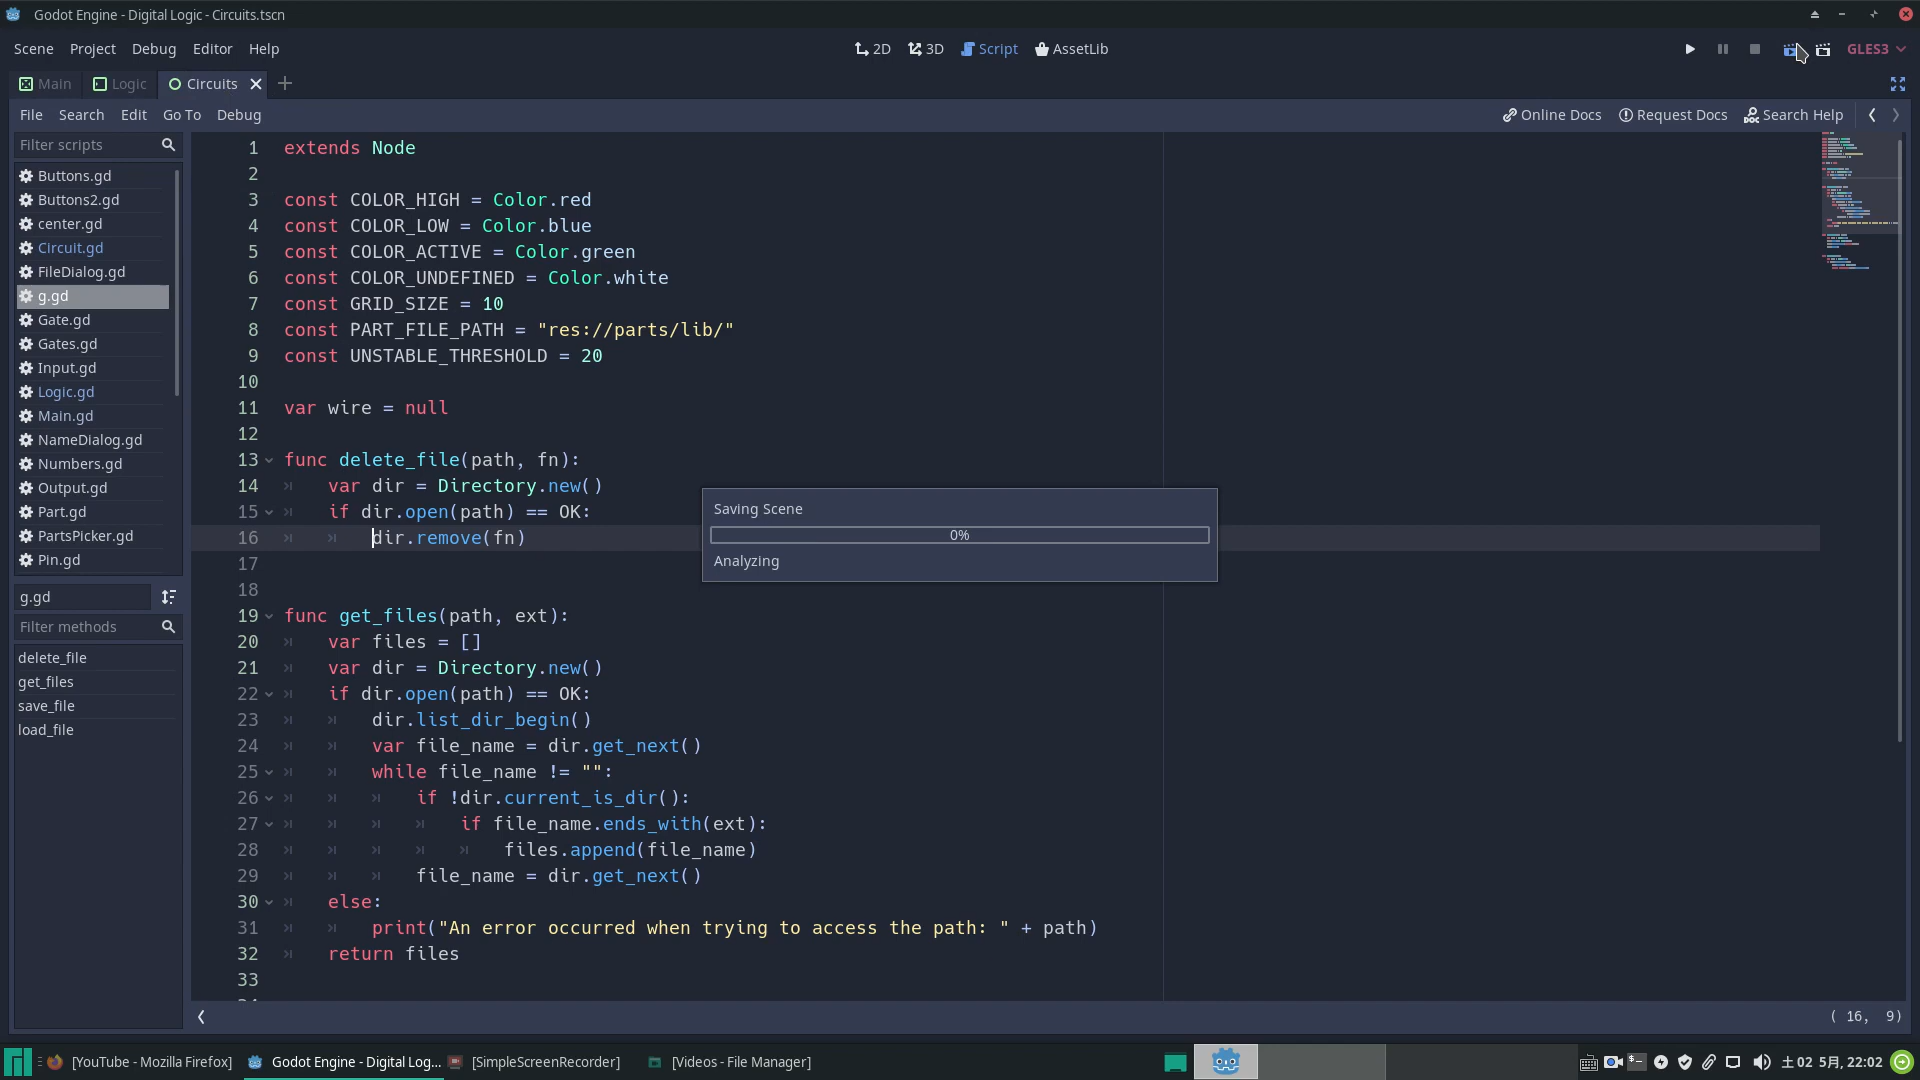 Godot Engine - Digital Logic - Circuits.tscn
Scene Project Debug Editor Help
2D 3D Script AssetLib
GLES3
Main Logic Circuits
File Search Edit Go To Debug
Online Docs Request Docs Search Help
Filter scripts
Buttons.gd
Buttons2.gd
center.gd
Circuit.gd
FileDialog.gd
g.gd
Gate.gd
Gates.gd
Input.gd
Logic.gd
Main.gd
NameDialog.gd
Numbers.gd
Output.gd
Part.gd
PartsPicker.gd
Pin.gd
g.gd
Filter methods
delete_file
get_files
save_file
load_file
1 extends Node
2
3 const COLOR_HIGH = Color.red
4 const COLOR_LOW = Color.blue
5 const COLOR_ACTIVE = Color.green
6 const COLOR_UNDEFINED = Color.white
7 const GRID_SIZE = 10
8 const PART_FILE_PATH = "res://parts/lib/"
9 const UNSTABLE_THRESHOLD = 20
10
11 var wire = null
12
13 func delete_file(path, fn):
14 var dir = Directory.new()
15 if dir.open(path) == OK:
16 dir.remove(fn)
17
18
19 func get_files(path, ext):
20 var files = []
21 var dir = Directory.new()
22 if dir.open(path) == OK:
23 dir.list_dir_begin()
24 var file_name = dir.get_next()
25 while file_name != "":
26 if !dir.current_is_dir():
27 if file_name.ends_with(ext):
28 files.append(file_name)
29 file_name = dir.get_next()
30 else:
31 print("An error occurred when trying to access the path: " + path)
32 return files
33
Saving Scene
0%
Analyzing
( 16, 9)
[YouTube - Mozilla Firefox] Godot Engine - Digital Log... [SimpleScreenRecorder] [Videos - File Manager] 土 02 5月, 22:02